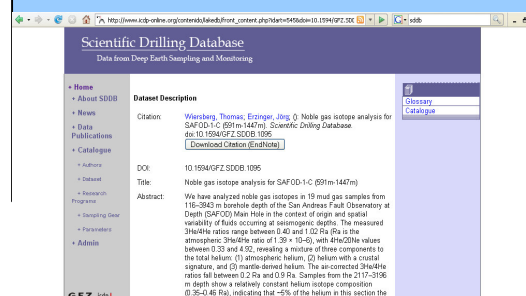 http://www.icdp-online.org/contenido/lakedb/front_content.php?idart=545&doi=10.1594/GFZ.SDD
sddb
Scientific Drilling Database
Data from Deep Earth Sampling and Monitoring
Home
About SDDB
News
Data Publications
Catalogue
Authors
Dataset
Research Programs
Sampling Gear
Parameters
Admin
Dataset Description
Citation: Wiersberg, Thomas; Erzinger, Jörg; (): Noble gas isotope analysis for
SAFOD-1-C (591m-1447m). Scientific Drilling Database.
doi:10.1594/GFZ.SDDB.1095
Download Citation (EndNote)
DOI: 10.1594/GFZ.SDDB.1095
Title: Noble gas isotope analysis for SAFOD-1-C (591m-1447m)
Abstract: We have analyzed noble gas isotopes in 19 mud gas samples from
116-3943 m borehole depth of the San Andreas Fault Observatory at
Depth (SAFOD) Main Hole in the context of origin and spatial
variability of fluids occurring at seismogenic depths. The measured
3He/4He ratios range between 0.40 and 1.02 Ra (Ra is the
atmospheric 3He/4He ratio of 1.39 × 10-6), with 4He/20Ne values
between 0.33 and 4.92, revealing a mixture of three components to
the total helium: (1) atmospheric helium, (2) helium with a crustal
signature, and (3) mantle-derived helium. The air-corrected 3He/4He
ratios fall between 0.2 Ra and 0.9 Ra. Samples from the 2117-3196
m depth show a relatively constant helium isotope composition
(0.35-0.46 Ra), indicating that ~5% of the helium in this section the
Glossary
Catalogue